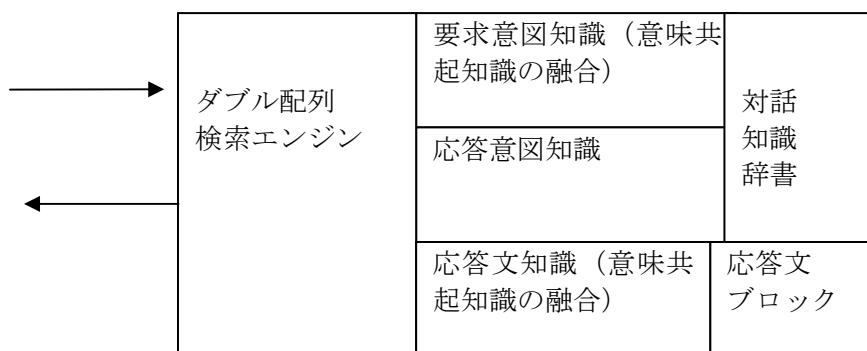 ダブル配列
検索エンジン
要求意図知識（意味共
起知識の融合）
応答意図知識
対話
知識
辞書
応答文知識（意味共
起知識の融合）
応答文
ブロック